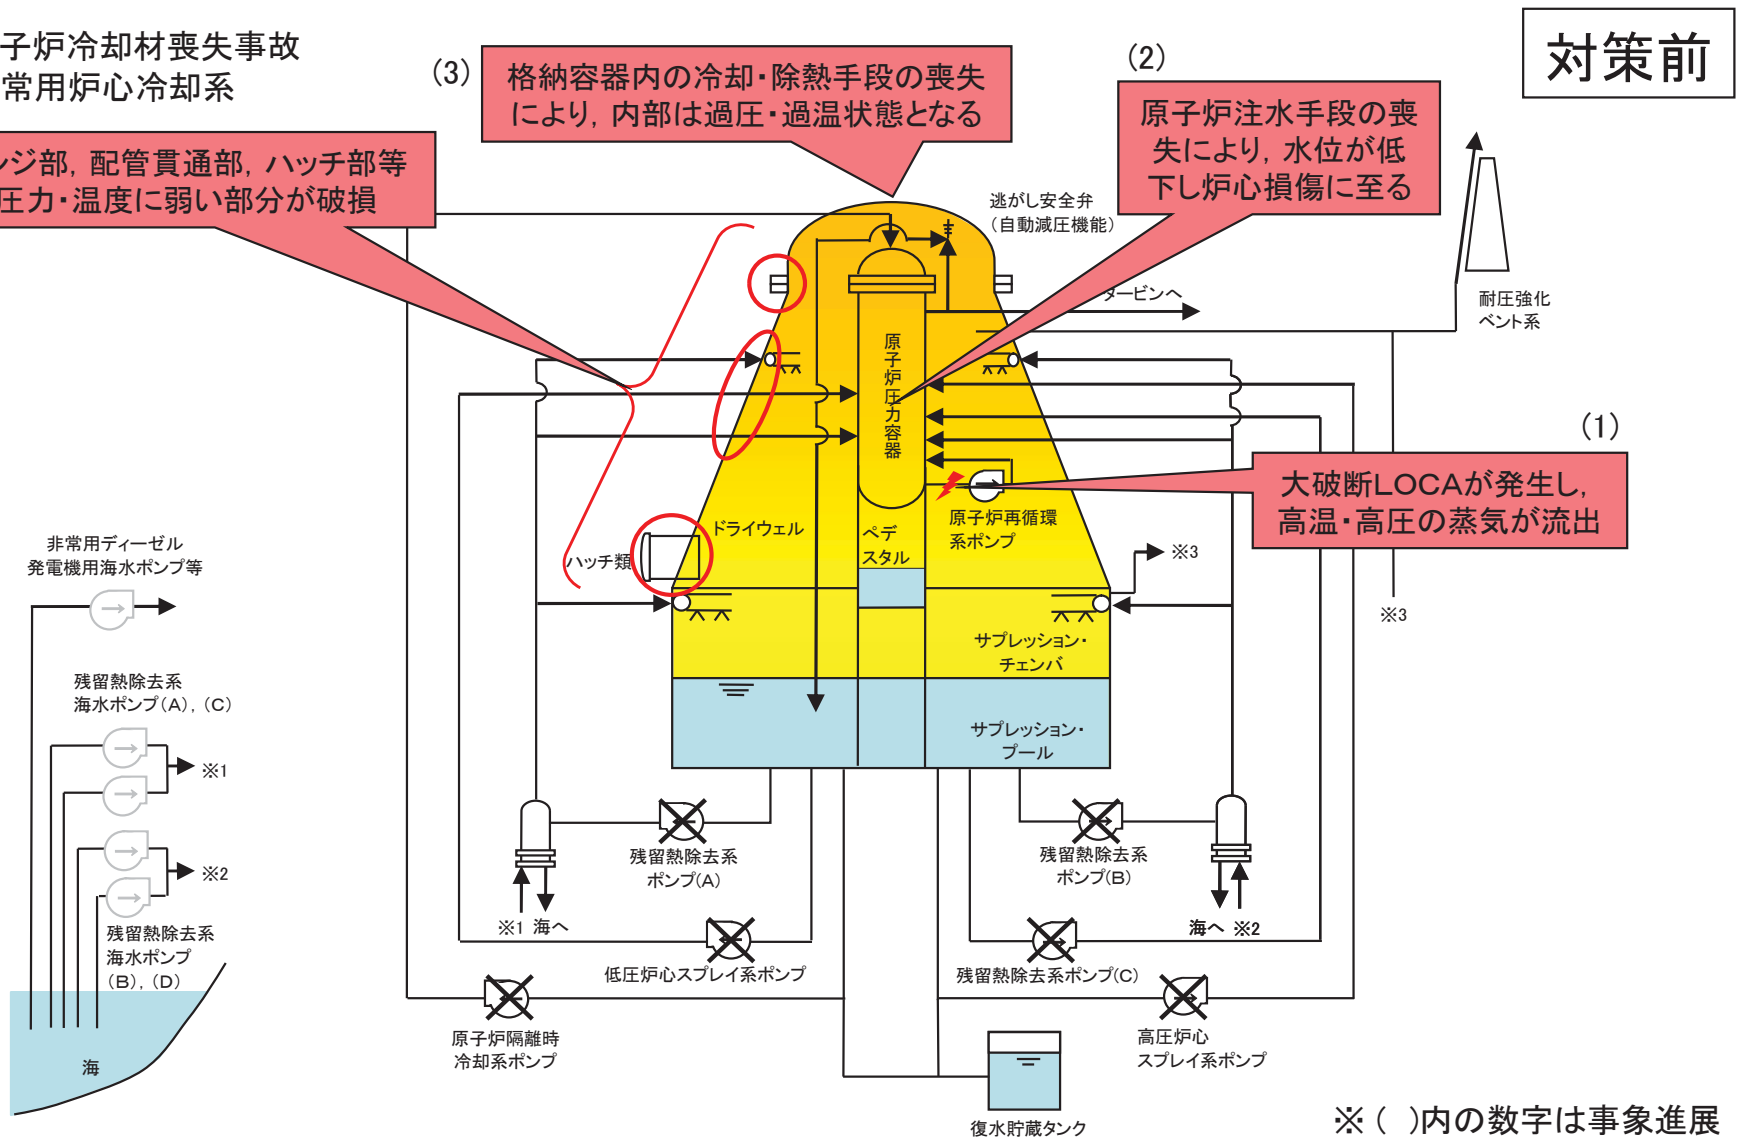 子炉冷却材喪失事故
常用炉心冷却系
対策前
(3)
格納容器内の冷却・除熱手段の喪失
により，内部は過圧・過温状態となる
(2)
原子炉注水手段の喪
失により，水位が低
下し炉心損傷に至る
ンジ部，配管貫通部，ハッチ部等
圧力・温度に弱い部分が破損
逃がし安全弁
（自動減圧機能）
タービンへ
耐圧強化
ベント系
原子炉圧力容器
(1)
大破断LOCAが発生し，
高温・高圧の蒸気が流出
ドライウェル
ペデ
スタル
原子炉再循環
系ポンプ
ハッチ類
※3
※3
非常用ディーゼル
発電機用海水ポンプ等
サプレッション・
チェンバ
サプレッション・
プール
残留熱除去系
海水ポンプ(A)，(C)
※1
※2
残留熱除去系
海水ポンプ
(B)，(D)
海
残留熱除去系
ポンプ(A)
残留熱除去系
ポンプ(B)
※1 海へ
海へ ※2
低圧炉心スプレイ系ポンプ
残留熱除去系ポンプ(C)
原子炉隔離時
冷却系ポンプ
高圧炉心
スプレイ系ポンプ
復水貯蔵タンク
※（ ）内の数字は事象進展